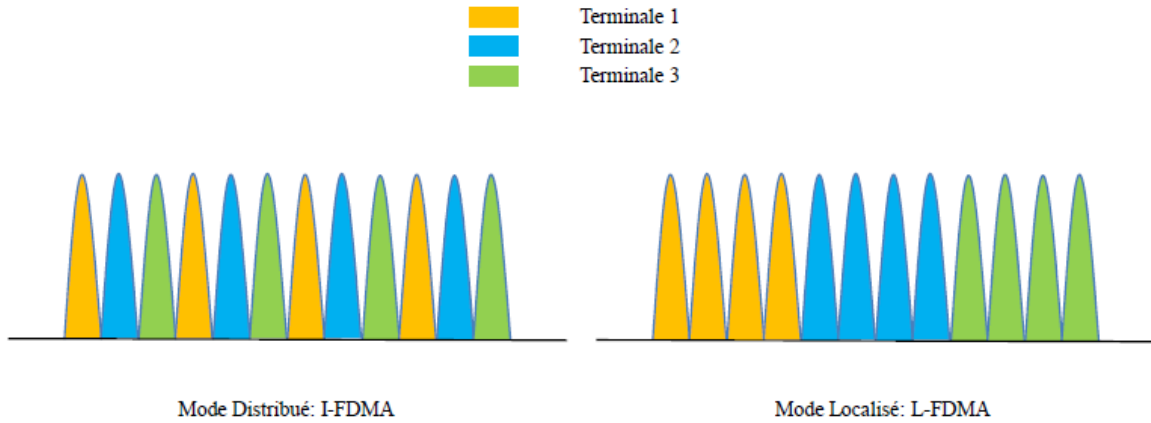 Terminale 1
Terminale 2
Terminale 3
Mode Distribué: I-FDMA
Mode Localisé: L-FDMA